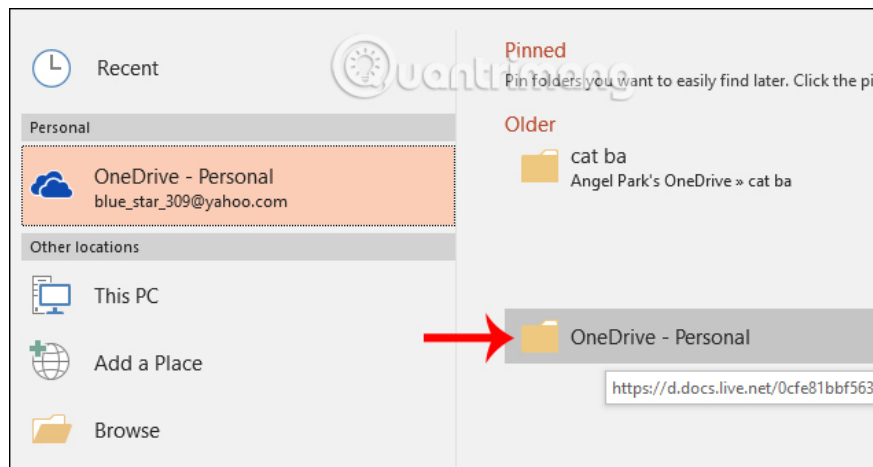 Recent
Personal
OneDrive - Personal
blue_star_309@yahoo.com
Other locations
This PC
Add a Place
Browse
Quantrimang
Pinned
Pin folders you want to easily find later. Click the pi
Older
cat ba
Angel Park's OneDrive » cat ba
OneDrive - Personal
https://d.docs.live.net/0cfe81bbf563